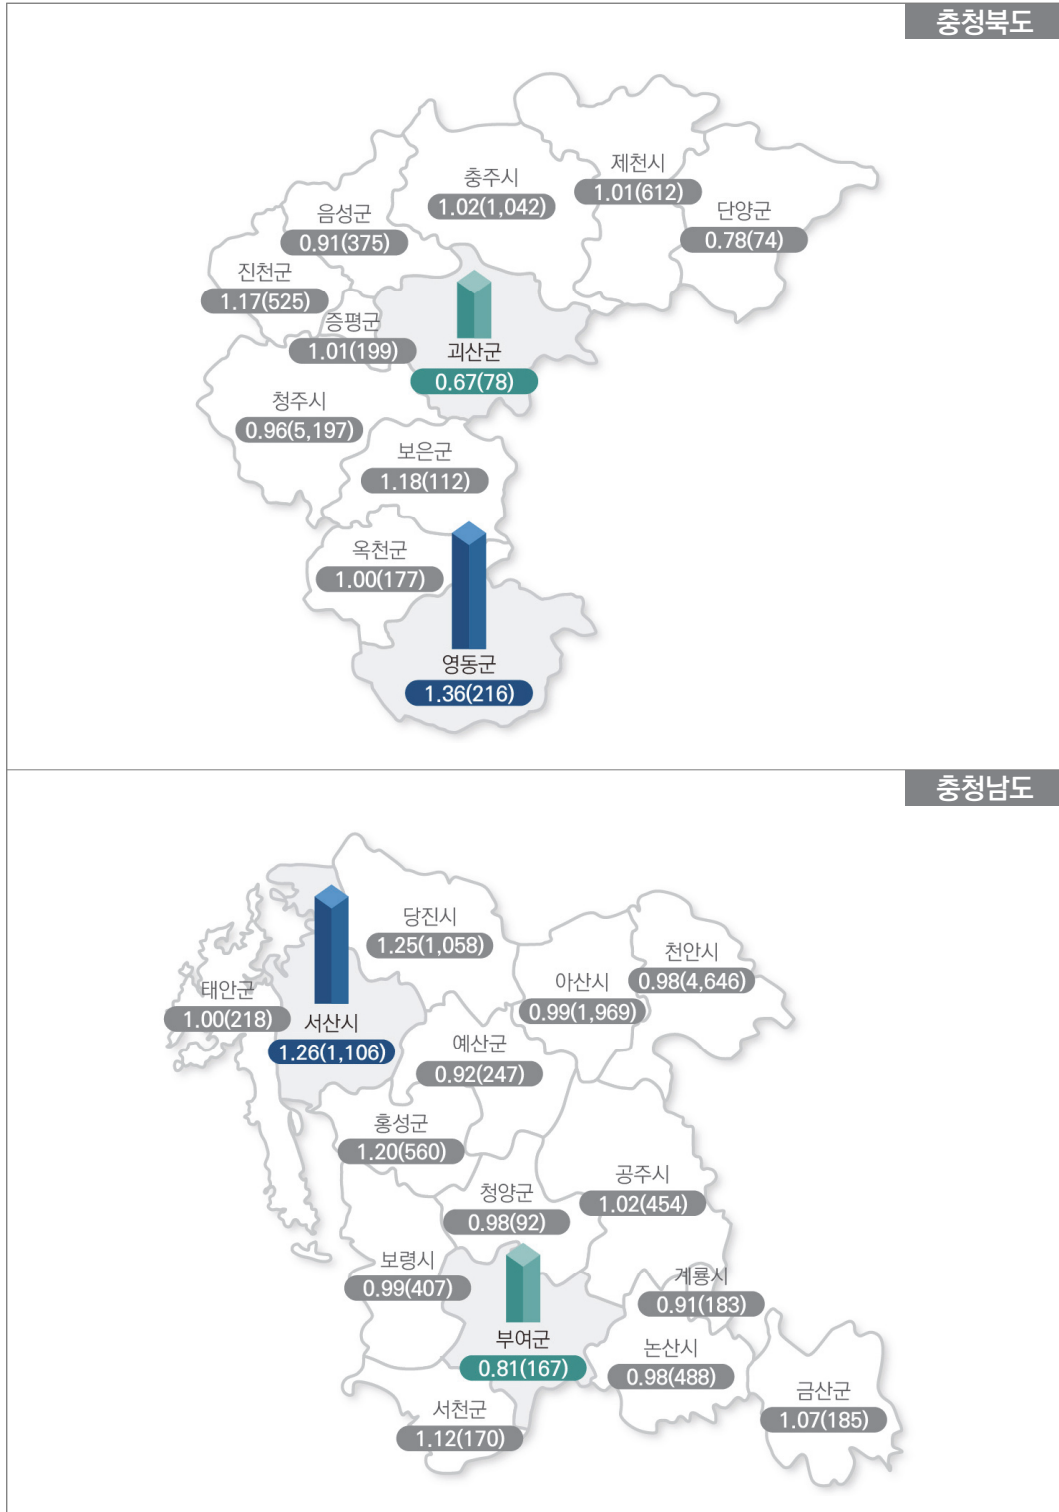 충청북도
제천시
1.01(612)
충주시
1.02(1,042)
단양군
0.78(74)
음성군
0.91(375)
진천군
1.17(525)
증평군
1.01(199)
괴산군
0.67(78)
청주시
0.96(5,197)
보은군
1.18(112)
옥천군
1.00(177)
영동군
1.36(216)
충청남도
당진시
1.25(1,058)
천안시
0.98(4,646)
아산시
0.99(1,969)
태안군
1.00(218)
서산시
1.26(1,106)
예산군
0.92(247)
홍성군
1.20(560)
공주시
1.02(454)
청양군
0.98(92)
보령시
0.99(407)
계룡시
0.91(183)
부여군
0.81(167)
논산시
0.98(488)
금산군
1.07(185)
서천군
1.12(170)